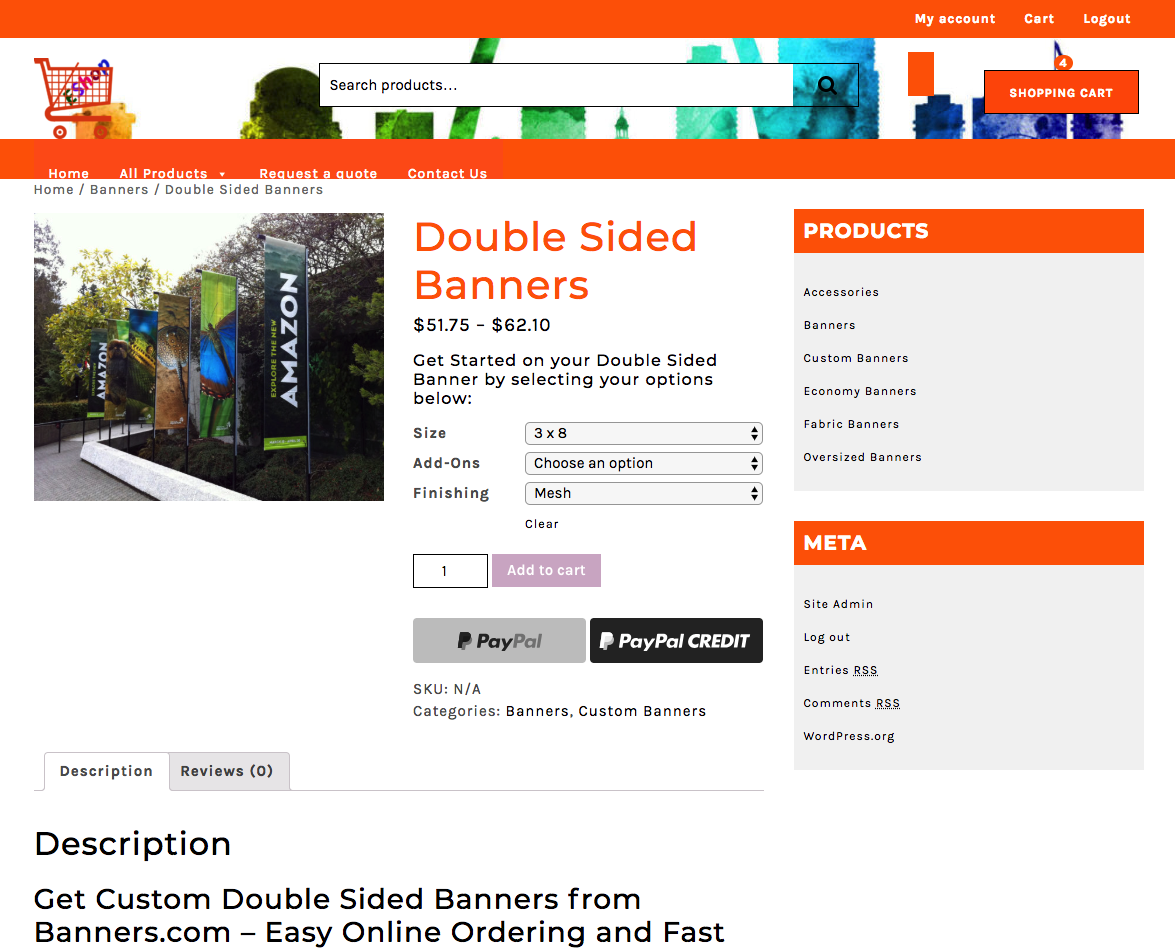 My account Cart Logout
EShop
Search products...
4
SHOPPING CART
Home All Products Request a quote Contact Us
Home / Banners / Double Sided Banners
EXPLORE THE NEW
AMAZON
AMAZON
Double Sided
Banners
$51.75 – $62.10
Get Started on your Double Sided
Banner by selecting your options
below:
Size 3 x 8
Add-Ons Choose an option
Finishing Mesh
Clear
1 Add to cart
PayPal PayPal CREDIT
SKU: N/A
Categories: Banners, Custom Banners
PRODUCTS
Accessories
Banners
Custom Banners
Economy Banners
Fabric Banners
Oversized Banners
META
Site Admin
Log out
Entries RSS
Comments RSS
WordPress.org
Description Reviews (0)
Description
Get Custom Double Sided Banners from
Banners.com – Easy Online Ordering and Fast